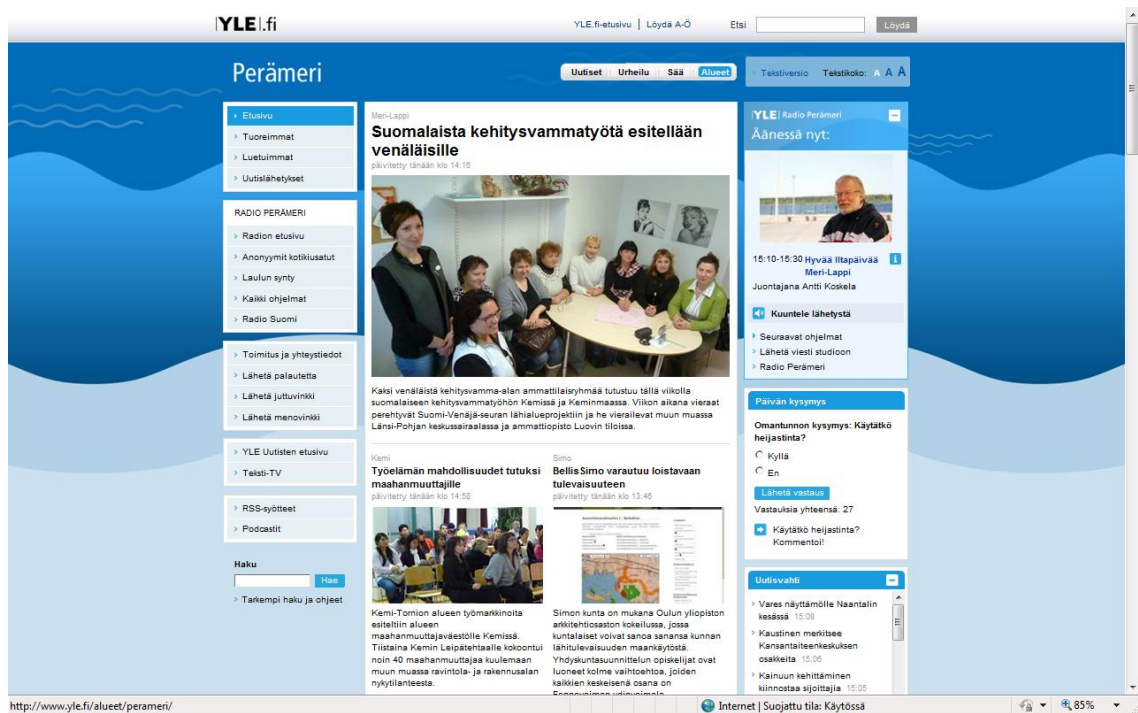 YLE.fi
YLE.fi-etusivu | Löydä A-Ö
Etsi
Löydä
Perämeri
Uutiset Urheilu Sää Alueet
Tekstiversio Tekstikoko: A A A
Etusivu
Tuoreimmat
Luetuimmat
Uutislähetykset
RADIO PERÄMERI
Radion etusivu
Anonyymit kotikiusatut
Laulun synty
Kaikki ohjelmat
Radio Suomi
Toimitus ja yhteystiedot
Lähetä palautetta
Lähetä juttuvinkki
Lähetä menovinkki
YLE Uutisten etusivu
Teksti-TV
RSS-syötteet
Podcastit
Haku
Hae
Tarkempi haku ja ohjeet
Meri-Lappi
Suomalaista kehitysvammatyötä esitellään
venäläisille
päivitetty tänään klo 14:16
Kaksi venäläistä kehitysvamma-alan ammattilaisryhmää tutustuu tällä viikolla
suomalaiseen kehitysvammatyöhön Kemissä ja Keminmaassa. Viikon aikana vieraat
perehtyvät Suomi-Venäjä-seuran lähialueprojektiin ja he vierailevat muun muassa
Länsi-Pohjan keskussairaalassa ja ammattiopisto Luovin tiloissa.
Kemi
Työelämän mahdollisuudet tutuksi
maahanmuuttajille
päivitetty tänään klo 14:58
Kemi-Tornion alueen työmarkkinoita
esiteltiin alueen
maahanmuuttajaväestölle Kemissä.
Tiistaina Kemin Leipätehtaalle kokoontui
noin 40 maahanmuuttajaa kuulemaan
muun muassa ravintola- ja rakennusalan
nykytilanteesta.
Simo
BellisSimo varautuu loistavaan
tulevaisuuteen
päivitetty tänään klo 13:46
Simon kunta on mukana Oulun yliopiston
arkkitehtiosaston kokeilussa, jossa
kuntalaiset voivat sanoa sanansa kunnan
lähitulevaisuuden maankäytöstä.
Yhdyskuntasuunnittelun opiskelijat ovat
luoneet kolme vaihtoehtoa, joiden
kaikkien keskeisenä osana on
YLE Radio Perämeri
Äänessä nyt:
15:10-15:30 Hyvää Iltapäivää
Meri-Lappi
Juontajana Antti Koskela
Kuuntele lähetystä
Seuraavat ohjelmat
Lähetä viesti studioon
Radio Perämeri
Päivän kysymys
Omantunnon kysymys: Käytätkö
heijastinta?
Kyllä
En
Lähetä vastaus
Vastauksia yhteensä: 27
Käytätkö heijastinta?
Kommentoi!
Uutisvahti
Vares näyttämölle Naantalin
kesässä 15:08
Kaustinen merkitsee
Kansantaiteenkeskuksen
osakkeita 15:06
Kainuun kehittäminen
kiinnostaa sijoittajia 15:05
http://www.yle.fi/alueet/perameri/
Internet | Suojattu tila: Käytössä
85%